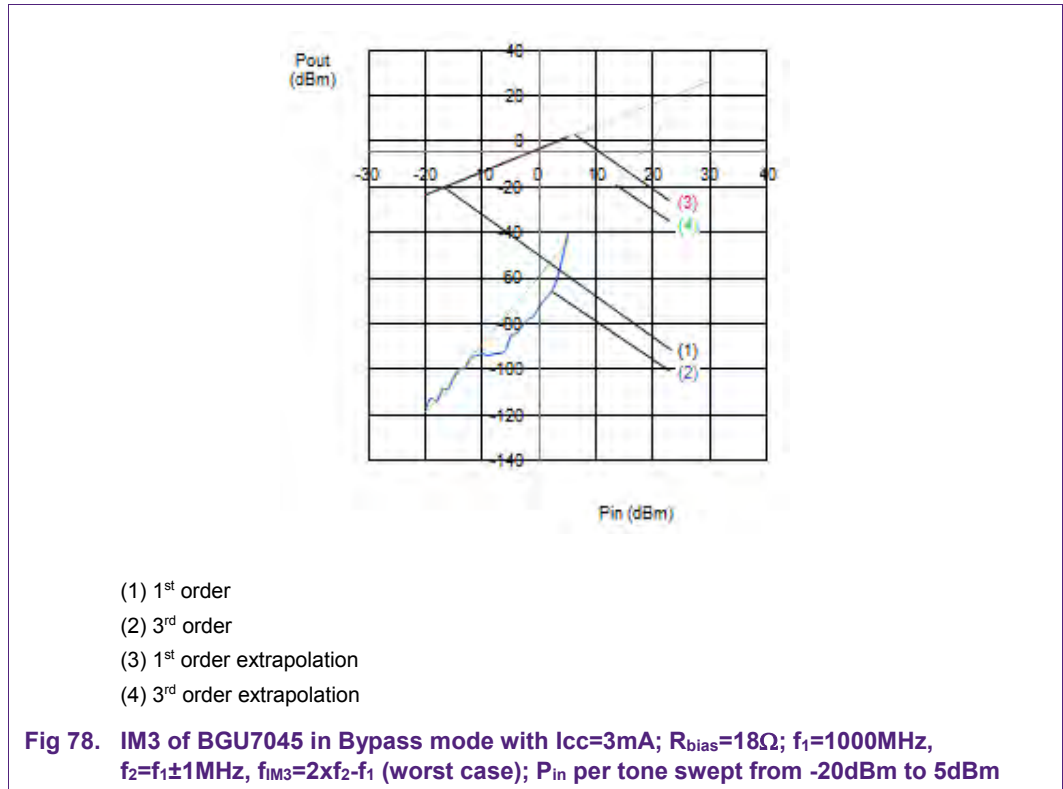 Pout
(dBm)
40
20
0
-30 -20 -10 0 10 20 30 40
-20
(3)
(4)
-40
-60
-80
(1)
(2)
-100
-120
-140
Pin (dBm)
(1) 1st order
(2) 3rd order
(3) 1st order extrapolation
(4) 3rd order extrapolation
Fig 78. IM3 of BGU7045 in Bypass mode with Icc=3mA; Rbias=18Ω; f1=1000MHz,
f2=f1±1MHz, fIM3=2xf2-f1 (worst case); Pin per tone swept from -20dBm to 5dBm